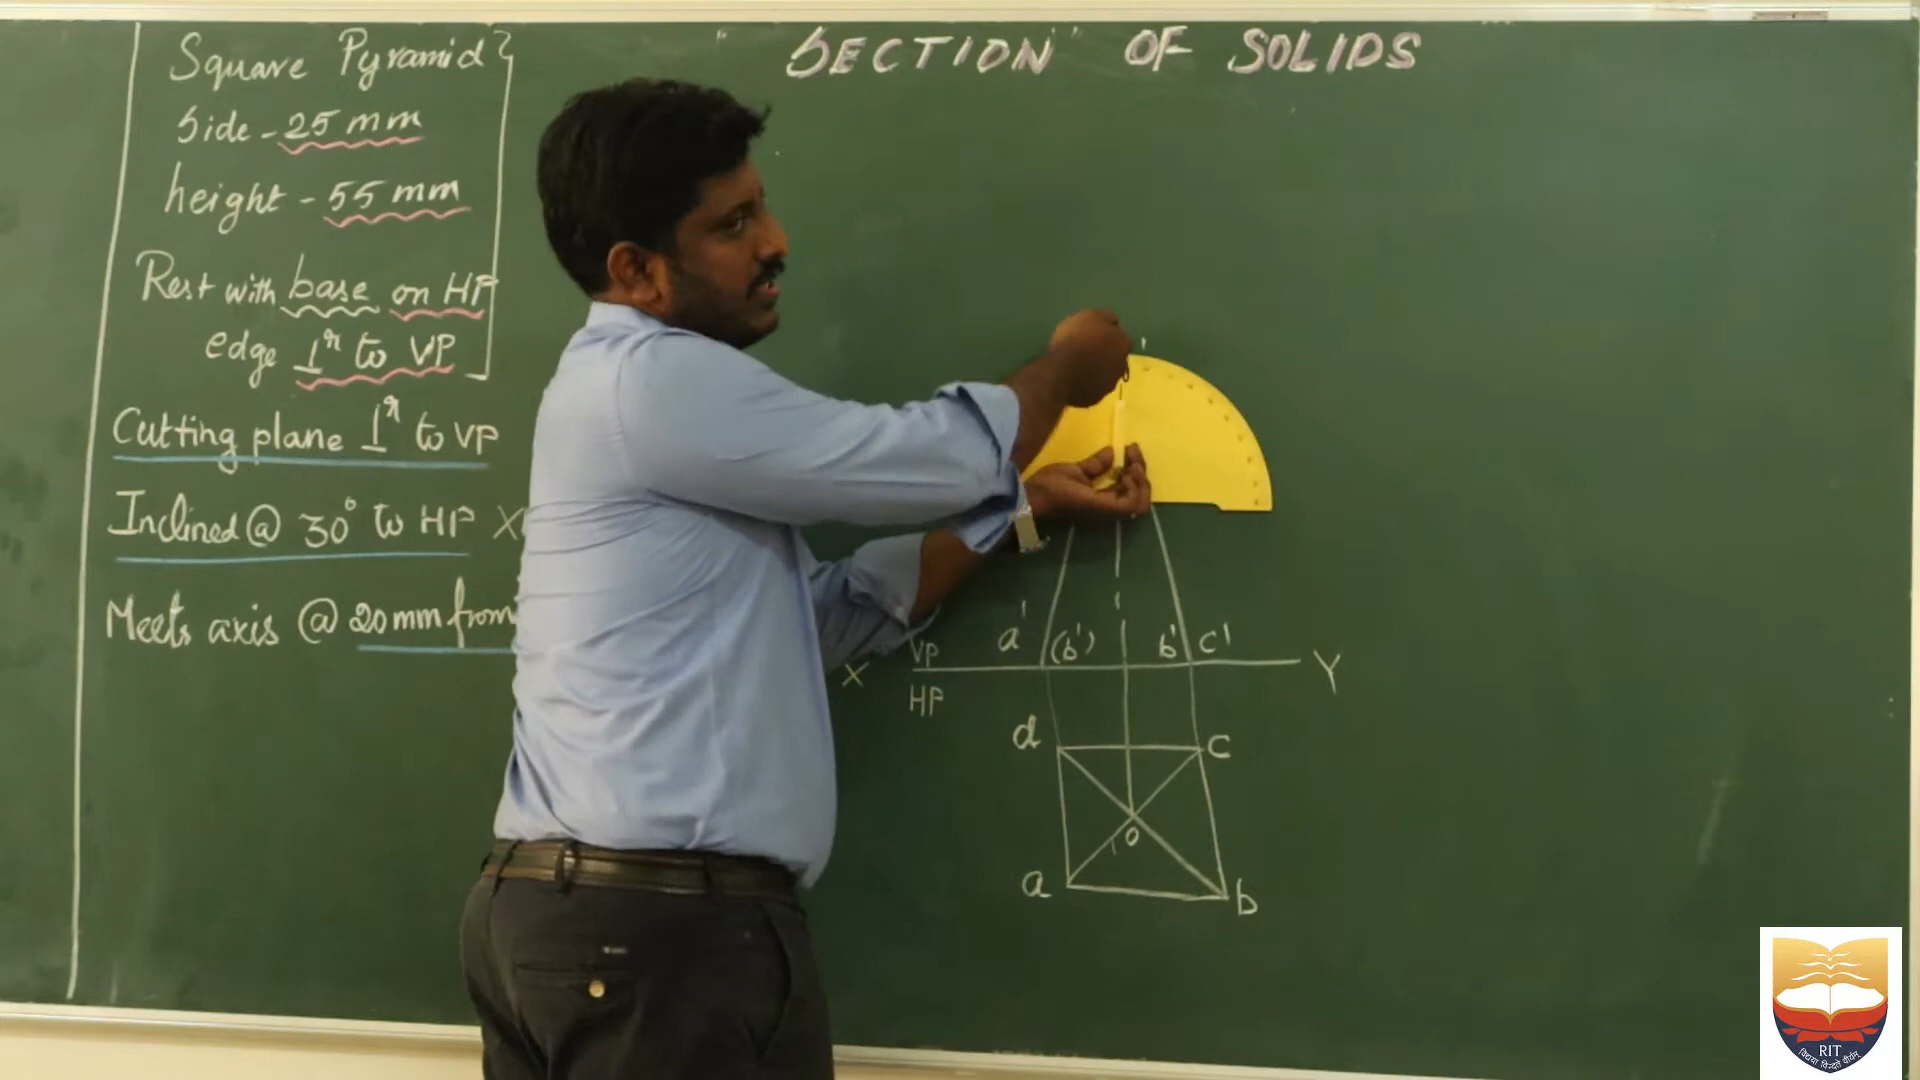 Square Pyramid
Side - 25 mm
height - 55 mm
Rest with base on HP
edge ⊥r to VP
Cutting plane ⊥r to VP
Inclined @ 30° to HP X
Meets axis @ 20 mm from
"SECTION" OF SOLIDS
a' (b') b' c'
VP
X Y
HP
d c
o
a b
RIT